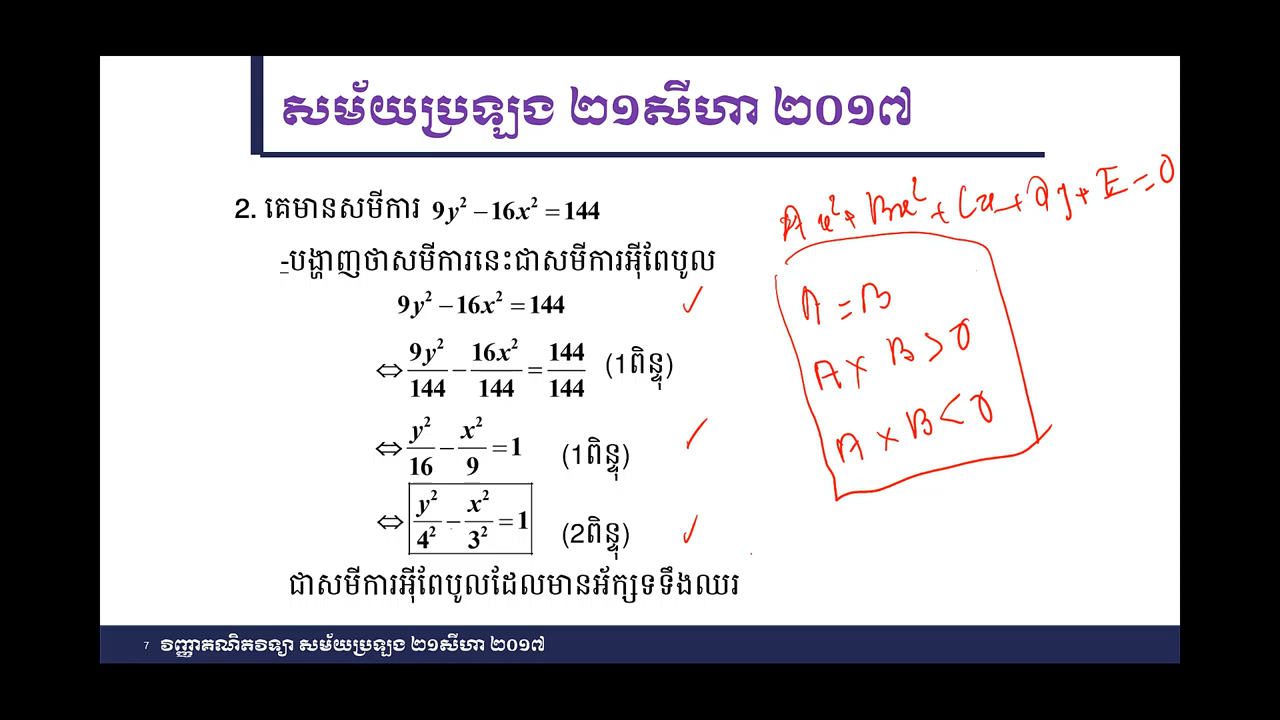 សម័យប្រឡង ២១សីហា ២០១៧
2. គេមានសមីការ 9y² − 16x² = 144
-បង្ហាញថាសមីការនេះជាសមីការអ៊ីពែបូល
9y² − 16x² = 144 ✓
⇔ 9y²/144 − 16x²/144 = 144/144 (1ពិន្ទុ)
⇔ y²/16 − x²/9 = 1 (1ពិន្ទុ) ✓
⇔ y²/4² − x²/3² = 1 (2ពិន្ទុ) ✓
ជាសមីការអ៊ីពែបូលដែលមានអ័ក្សទទឹងឈរ
Ax² + Bx² + Cx + Dy + E = 0
A = B
A × B > 0
A × B < 0
7 វិញ្ញាគណិតវិទ្យា សម័យប្រឡង ២១សីហា ២០១៧